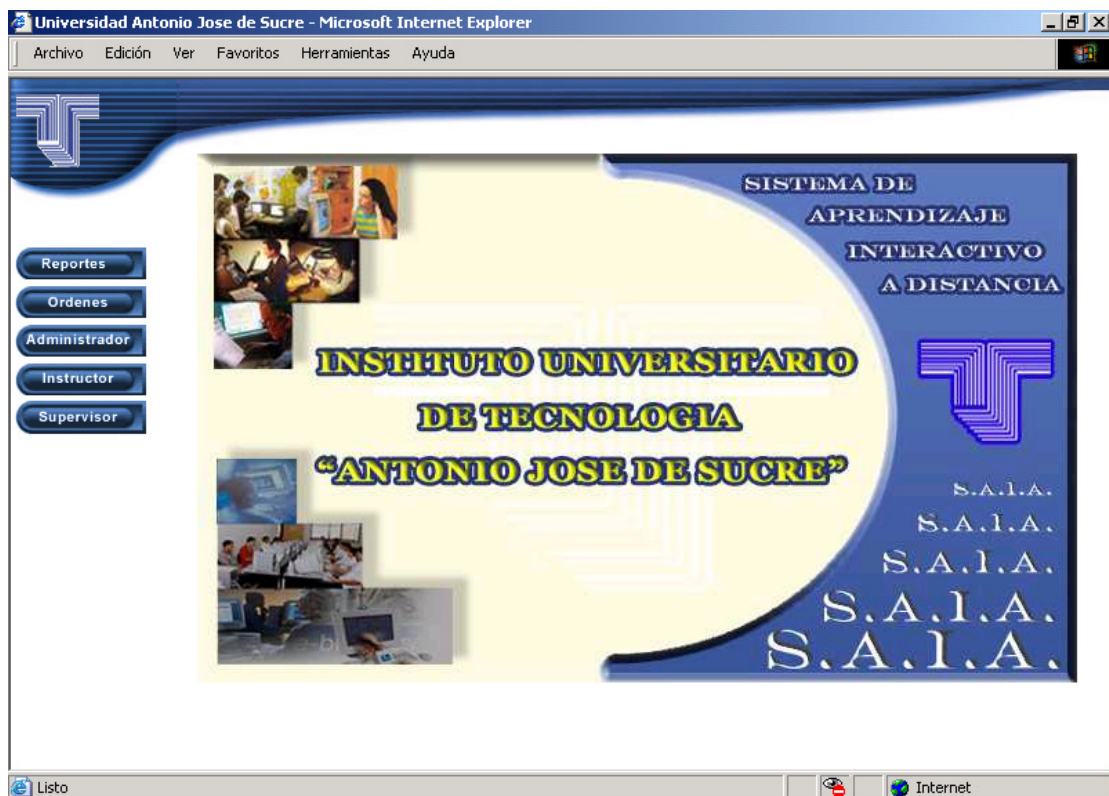 Universidad Antonio Jose de Sucre - Microsoft Internet Explorer
Archivo Edición Ver Favoritos Herramientas Ayuda
Reportes
Ordenes
Administrador
Instructor
Supervisor
INSTITUTO UNIVERSITARIO
DE TECNOLOGIA
“ANTONIO JOSE DE SUCRE”
SISTEMA DE
APRENDIZAJE
INTERACTIVO
A DISTANCIA
S.A.I.A.
S.A.I.A.
S.A.I.A.
S.A.I.A.
S.A.I.A.
Listo
Internet